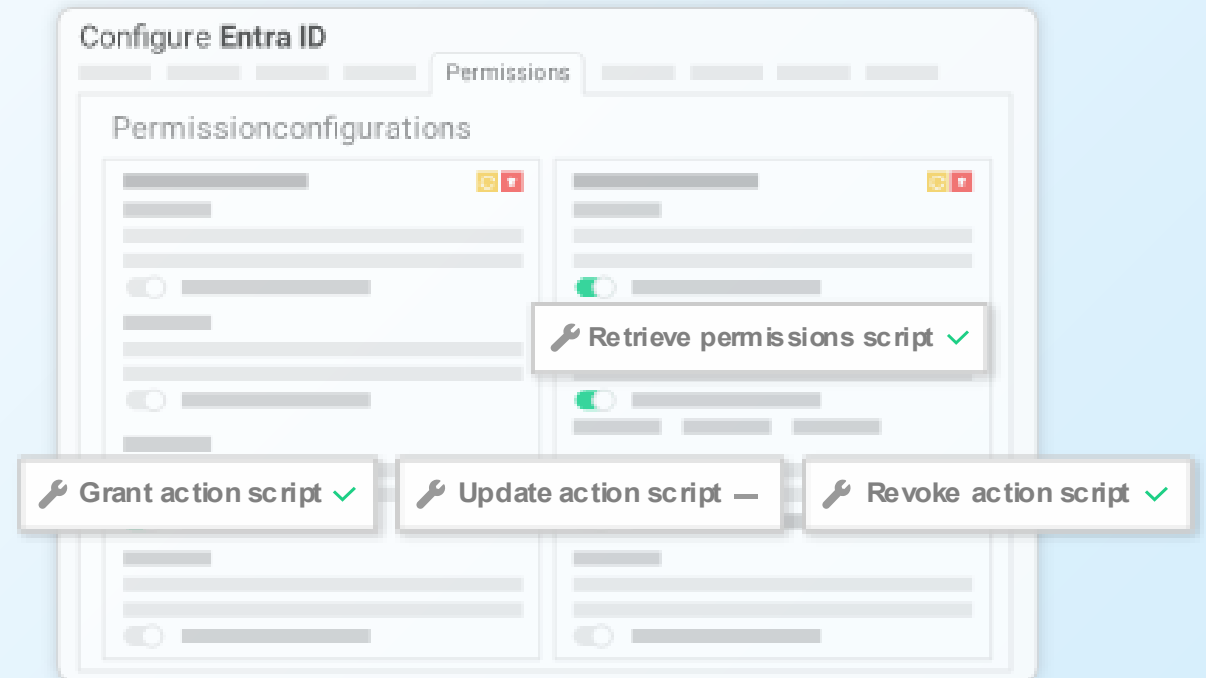 Configure Entra ID
Permissions
Permissionconfigurations
Retrieve permissions script
Grant action script
Update action script
Revoke action script